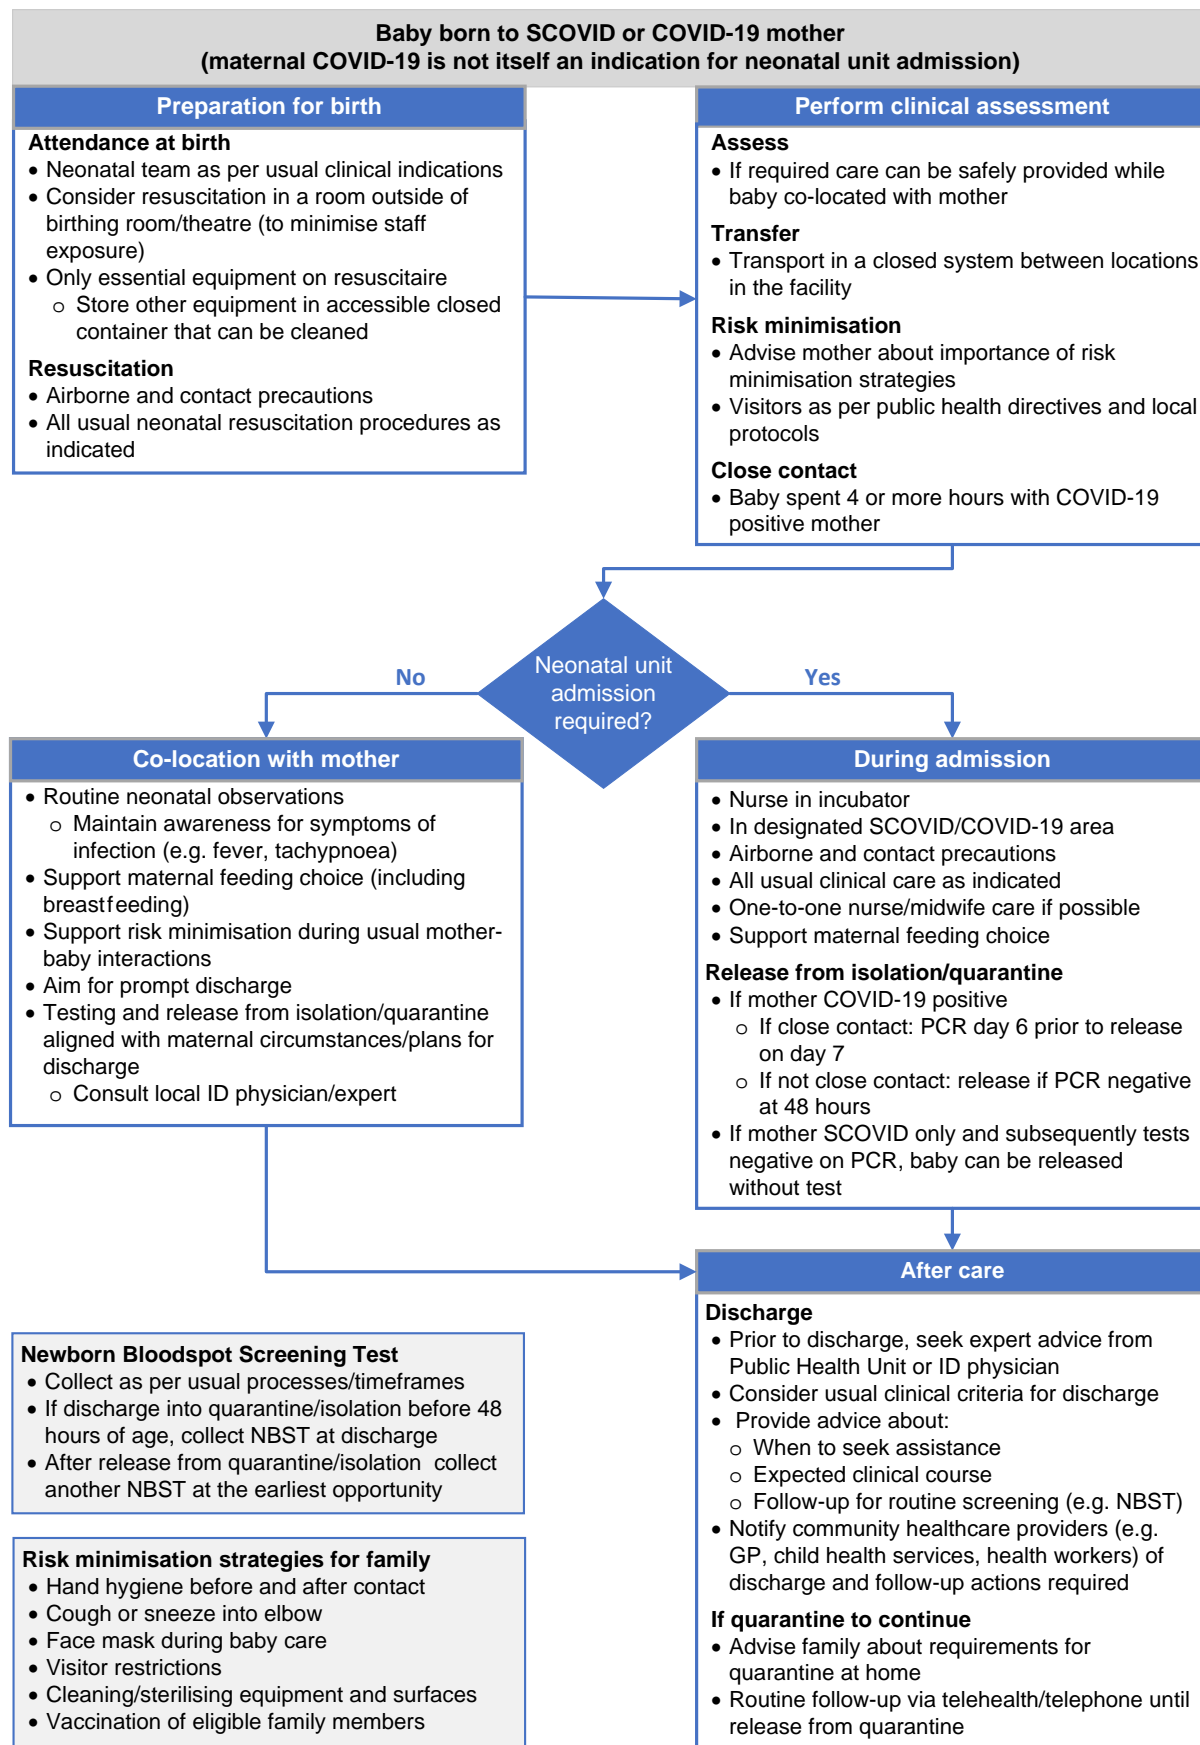 Baby born to SCOVID or COVID-19 mother
(maternal COVID-19 is not itself an indication for neonatal unit admission)
Preparation for birth
Attendance at birth
• Neonatal team as per usual clinical indications
• Consider resuscitation in a room outside of
birthing room/theatre (to minimise staff
exposure)
• Only essential equipment on resuscitaire
o Store other equipment in accessible closed
container that can be cleaned
Resuscitation
• Airborne and contact precautions
• All usual neonatal resuscitation procedures as
indicated
Perform clinical assessment
Assess
• If required care can be safely provided while
baby co-located with mother
Transfer
• Transport in a closed system between locations
in the facility
Risk minimisation
• Advise mother about importance of risk
minimisation strategies
• Visitors as per public health directives and local
protocols
Close contact
• Baby spent 4 or more hours with COVID-19
positive mother
Neonatal unit
admission
required?
No
Yes
Co-location with mother
• Routine neonatal observations
o Maintain awareness for symptoms of
infection (e.g. fever, tachypnoea)
• Support maternal feeding choice (including
breastfeeding)
• Support risk minimisation during usual mother-
baby interactions
• Aim for prompt discharge
• Testing and release from isolation/quarantine
aligned with maternal circumstances/plans for
discharge
o Consult local ID physician/expert
During admission
• Nurse in incubator
• In designated SCOVID/COVID-19 area
• Airborne and contact precautions
• All usual clinical care as indicated
• One-to-one nurse/midwife care if possible
• Support maternal feeding choice
Release from isolation/quarantine
• If mother COVID-19 positive
o If close contact: PCR day 6 prior to release
on day 7
o If not close contact: release if PCR negative
at 48 hours
• If mother SCOVID only and subsequently tests
negative on PCR, baby can be released
without test
After care
Discharge
• Prior to discharge, seek expert advice from
Public Health Unit or ID physician
• Consider usual clinical criteria for discharge
• Provide advice about:
o When to seek assistance
o Expected clinical course
o Follow-up for routine screening (e.g. NBST)
• Notify community healthcare providers (e.g.
GP, child health services, health workers) of
discharge and follow-up actions required
If quarantine to continue
• Advise family about requirements for
quarantine at home
• Routine follow-up via telehealth/telephone until
release from quarantine
Newborn Bloodspot Screening Test
• Collect as per usual processes/timeframes
• If discharge into quarantine/isolation before 48
hours of age, collect NBST at discharge
• After release from quarantine/isolation collect
another NBST at the earliest opportunity
Risk minimisation strategies for family
• Hand hygiene before and after contact
• Cough or sneeze into elbow
• Face mask during baby care
• Visitor restrictions
• Cleaning/sterilising equipment and surfaces
• Vaccination of eligible family members